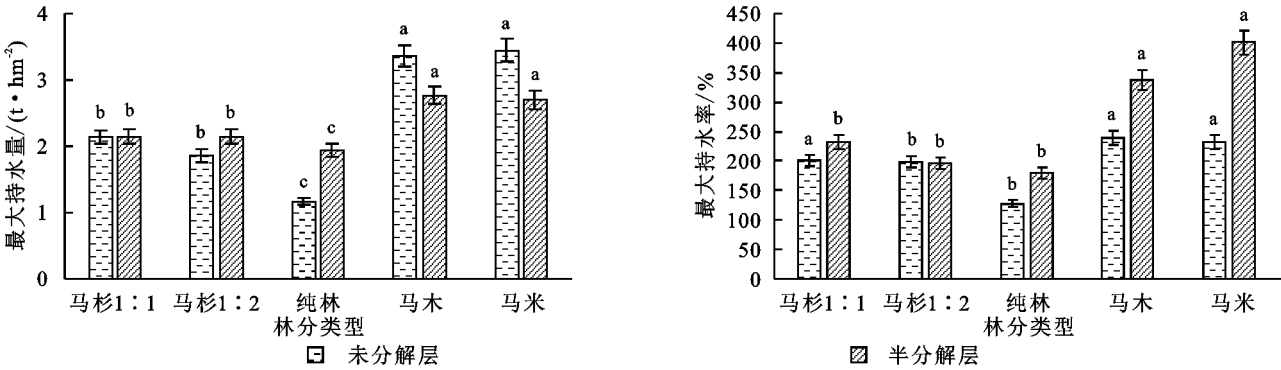 最大持水量/(t·hm⁻²)
4
3
2
1
0
b b b b c c a a a a
马杉1∶1 马杉1∶2 纯林 马木 马米
林分类型
最大持水率/%
450
400
350
300
250
200
150
100
50
0
a b b b b b a a a a
马杉1∶1 马杉1∶2 纯林 马木 马米
林分类型
未分解层 半分解层